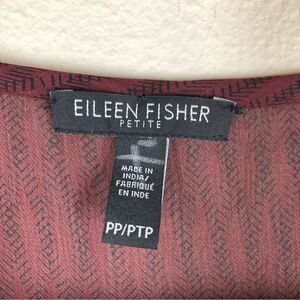 EILEEN FISHER
PETITE
MADE IN
INDIA/
FABRIQUÉ
EN INDE
PP/PTP